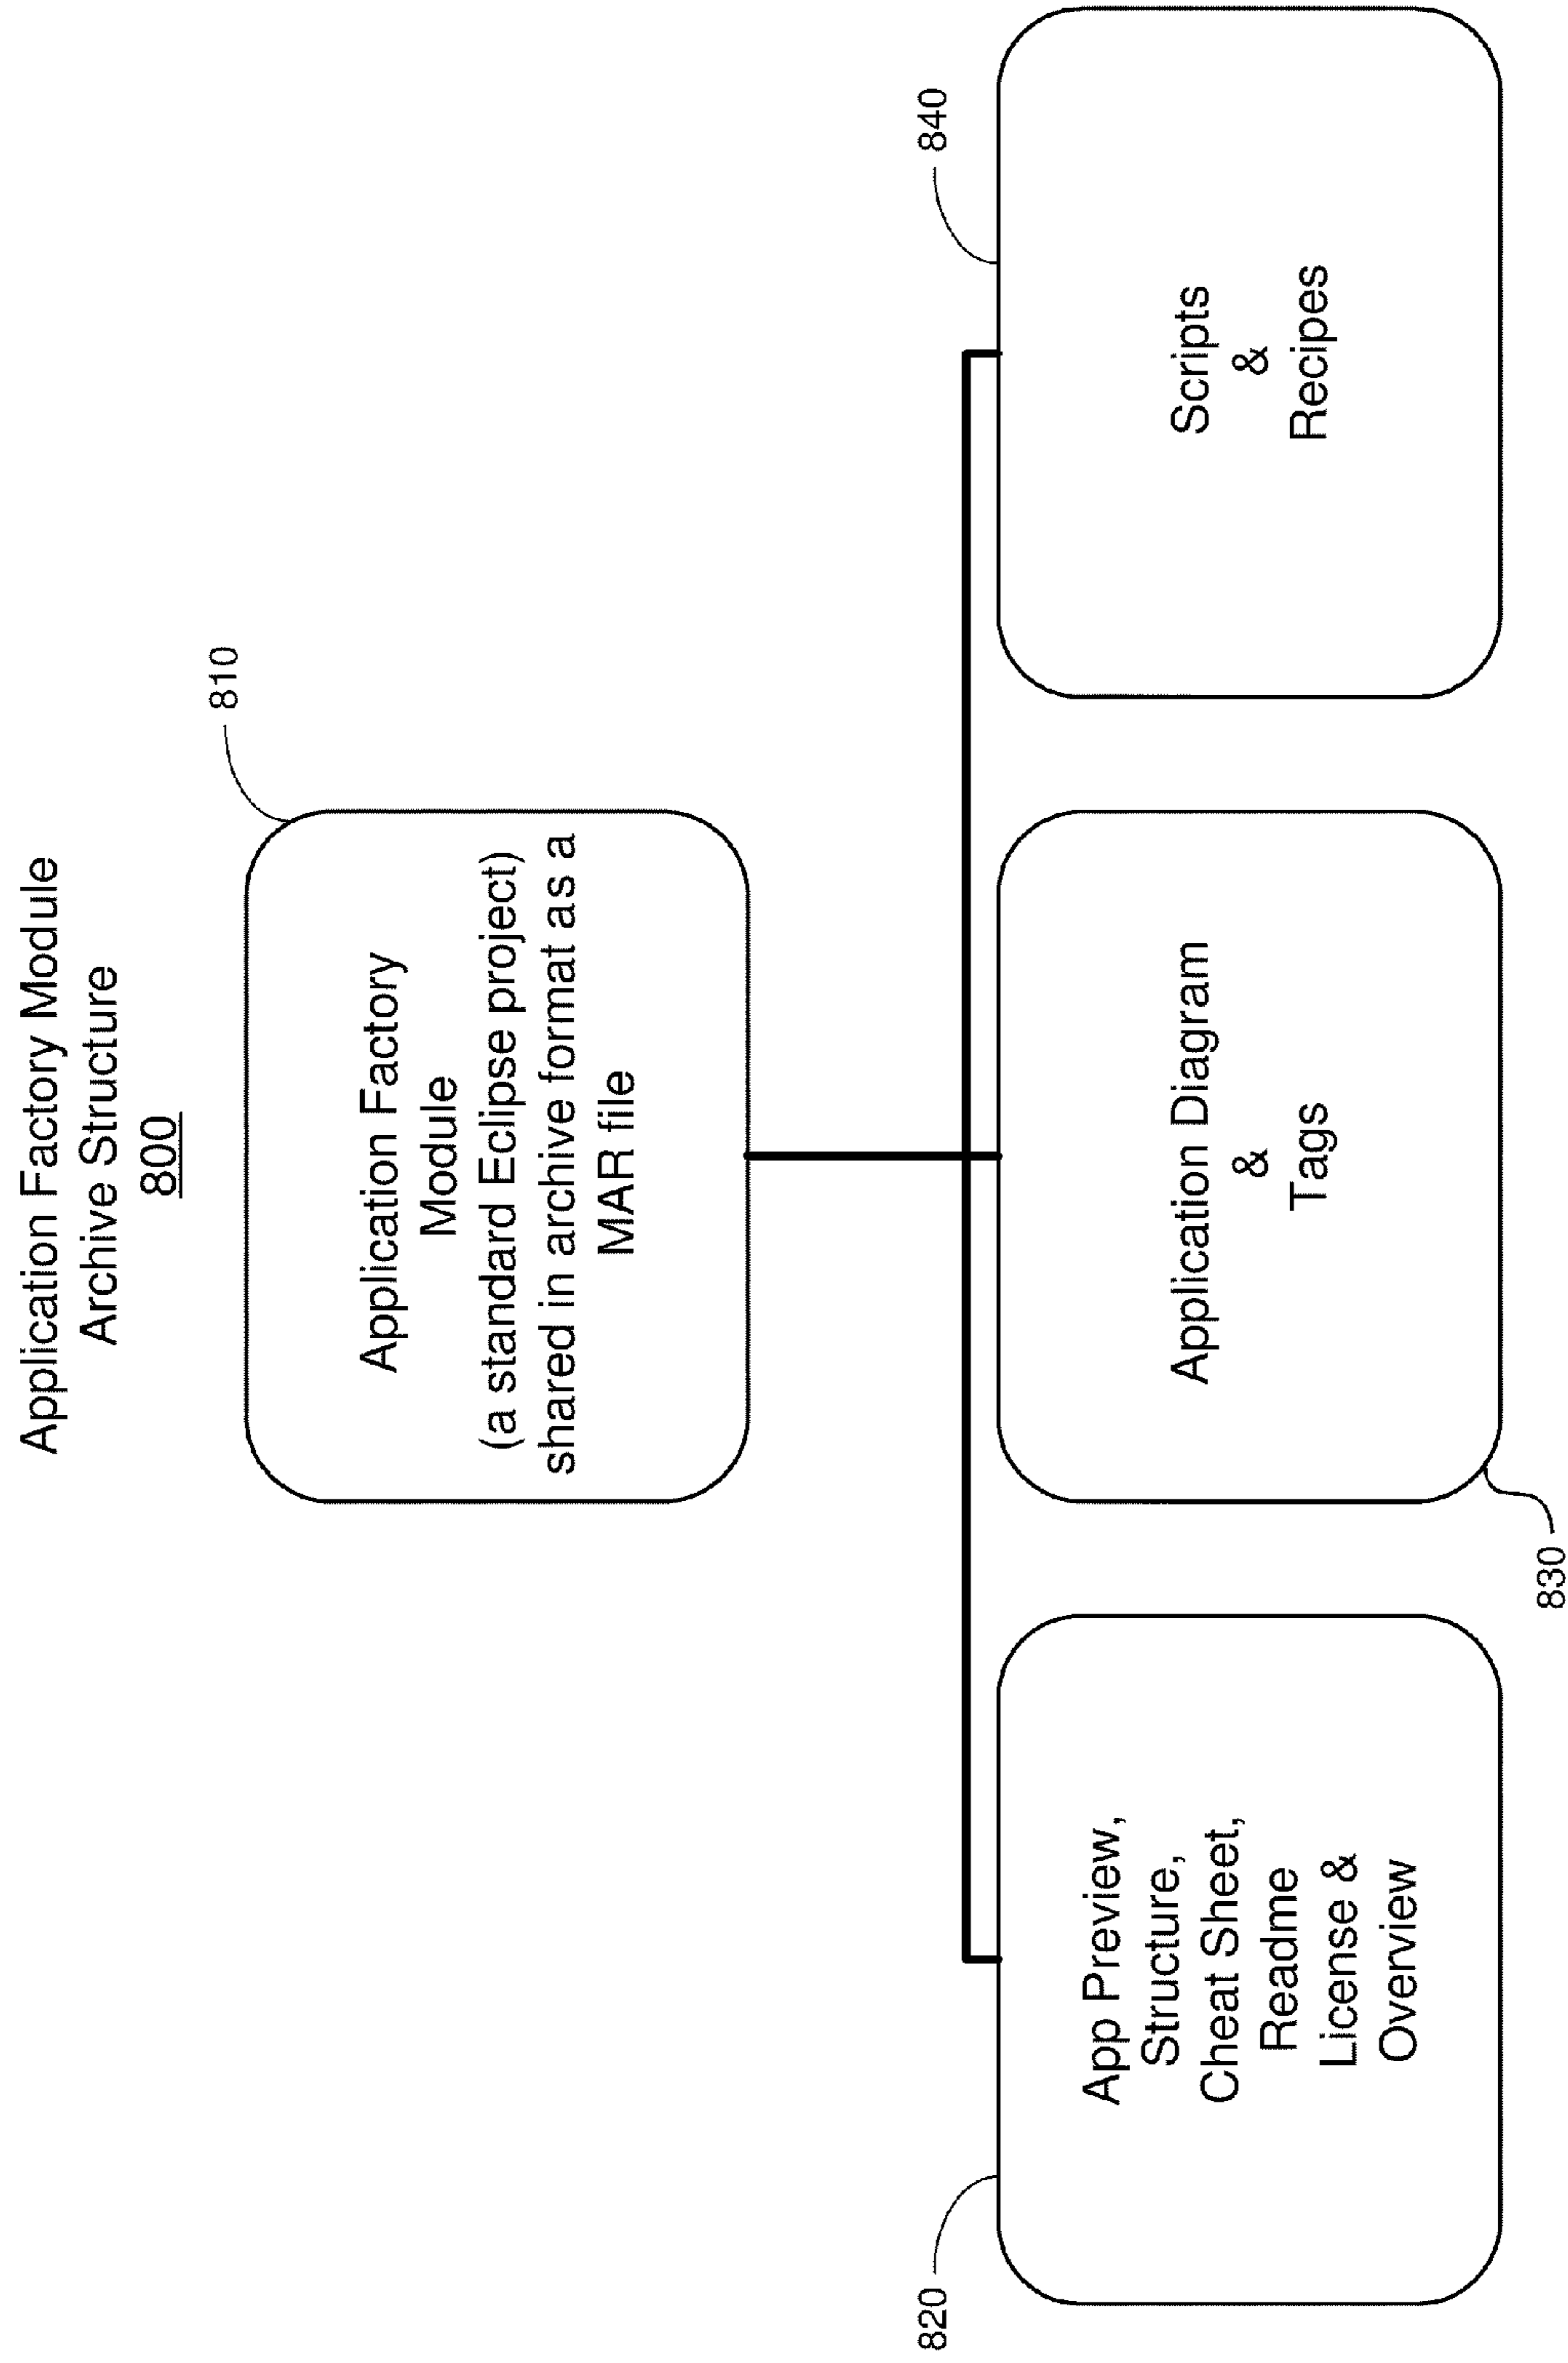 Application Factory Module
Archive Structure
800
810
Application Factory
Module
(a standard Eclipse project)
shared in archive format as a
MAR file
820
App Preview,
Structure,
Cheat Sheet,
Readme
License &
Overview
830
Application Diagram
&
Tags
840
Scripts
&
Recipes